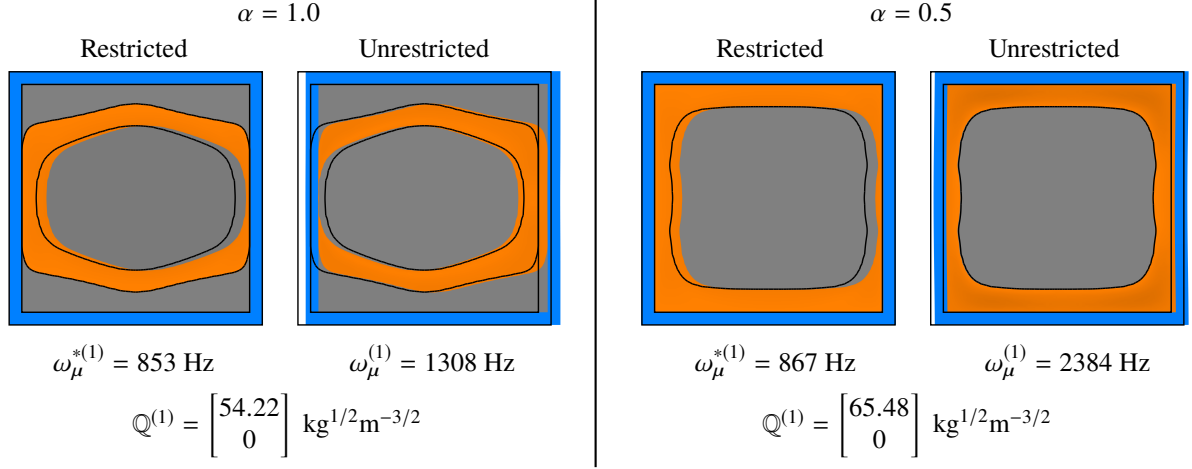 α = 1.0
Restricted Unrestricted
ω_μ^{*(1)} = 853 Hz ω_μ^{(1)} = 1308 Hz
ℚ^{(1)} = [54.22 0] kg^{1/2}m^{-3/2}
α = 0.5
Restricted Unrestricted
ω_μ^{*(1)} = 867 Hz ω_μ^{(1)} = 2384 Hz
ℚ^{(1)} = [65.48 0] kg^{1/2}m^{-3/2}